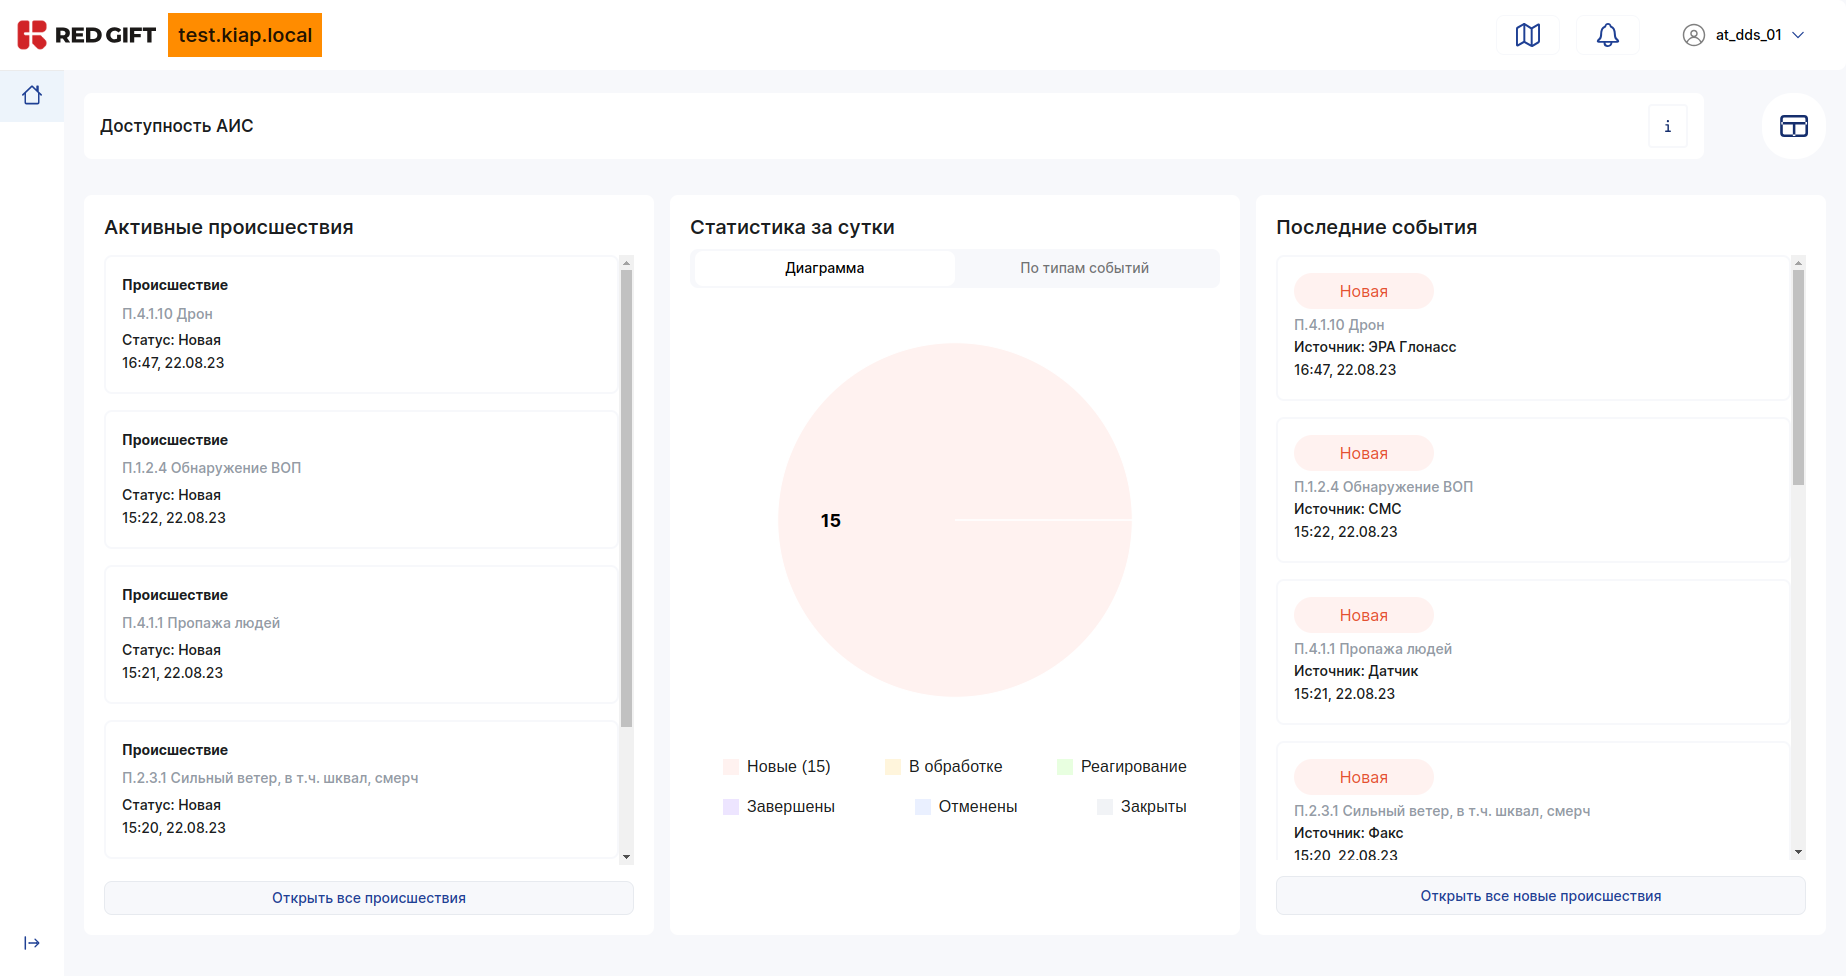 RED GIFT
test.kiap.local
at_dds_01
Доступность АИС
i
Активные происшествия
Происшествие
П.4.1.10 Дрон
Статус: Новая
16:47, 22.08.23
Происшествие
П.1.2.4 Обнаружение ВОП
Статус: Новая
15:22, 22.08.23
Происшествие
П.4.1.1 Пропажа людей
Статус: Новая
15:21, 22.08.23
Происшествие
П.2.3.1 Сильный ветер, в т.ч. шквал, смерч
Статус: Новая
15:20, 22.08.23
Открыть все происшествия
Статистика за сутки
Диаграмма
По типам событий
15
Новые (15)
В обработке
Реагирование
Завершены
Отменены
Закрыты
Последние события
Новая
П.4.1.10 Дрон
Источник: ЭРА Глонасс
16:47, 22.08.23
Новая
П.1.2.4 Обнаружение ВОП
Источник: СМС
15:22, 22.08.23
Новая
П.4.1.1 Пропажа людей
Источник: Датчик
15:21, 22.08.23
Новая
П.2.3.1 Сильный ветер, в т.ч. шквал, смерч
Источник: Факс
15:20, 22.08.23
Открыть все новые происшествия